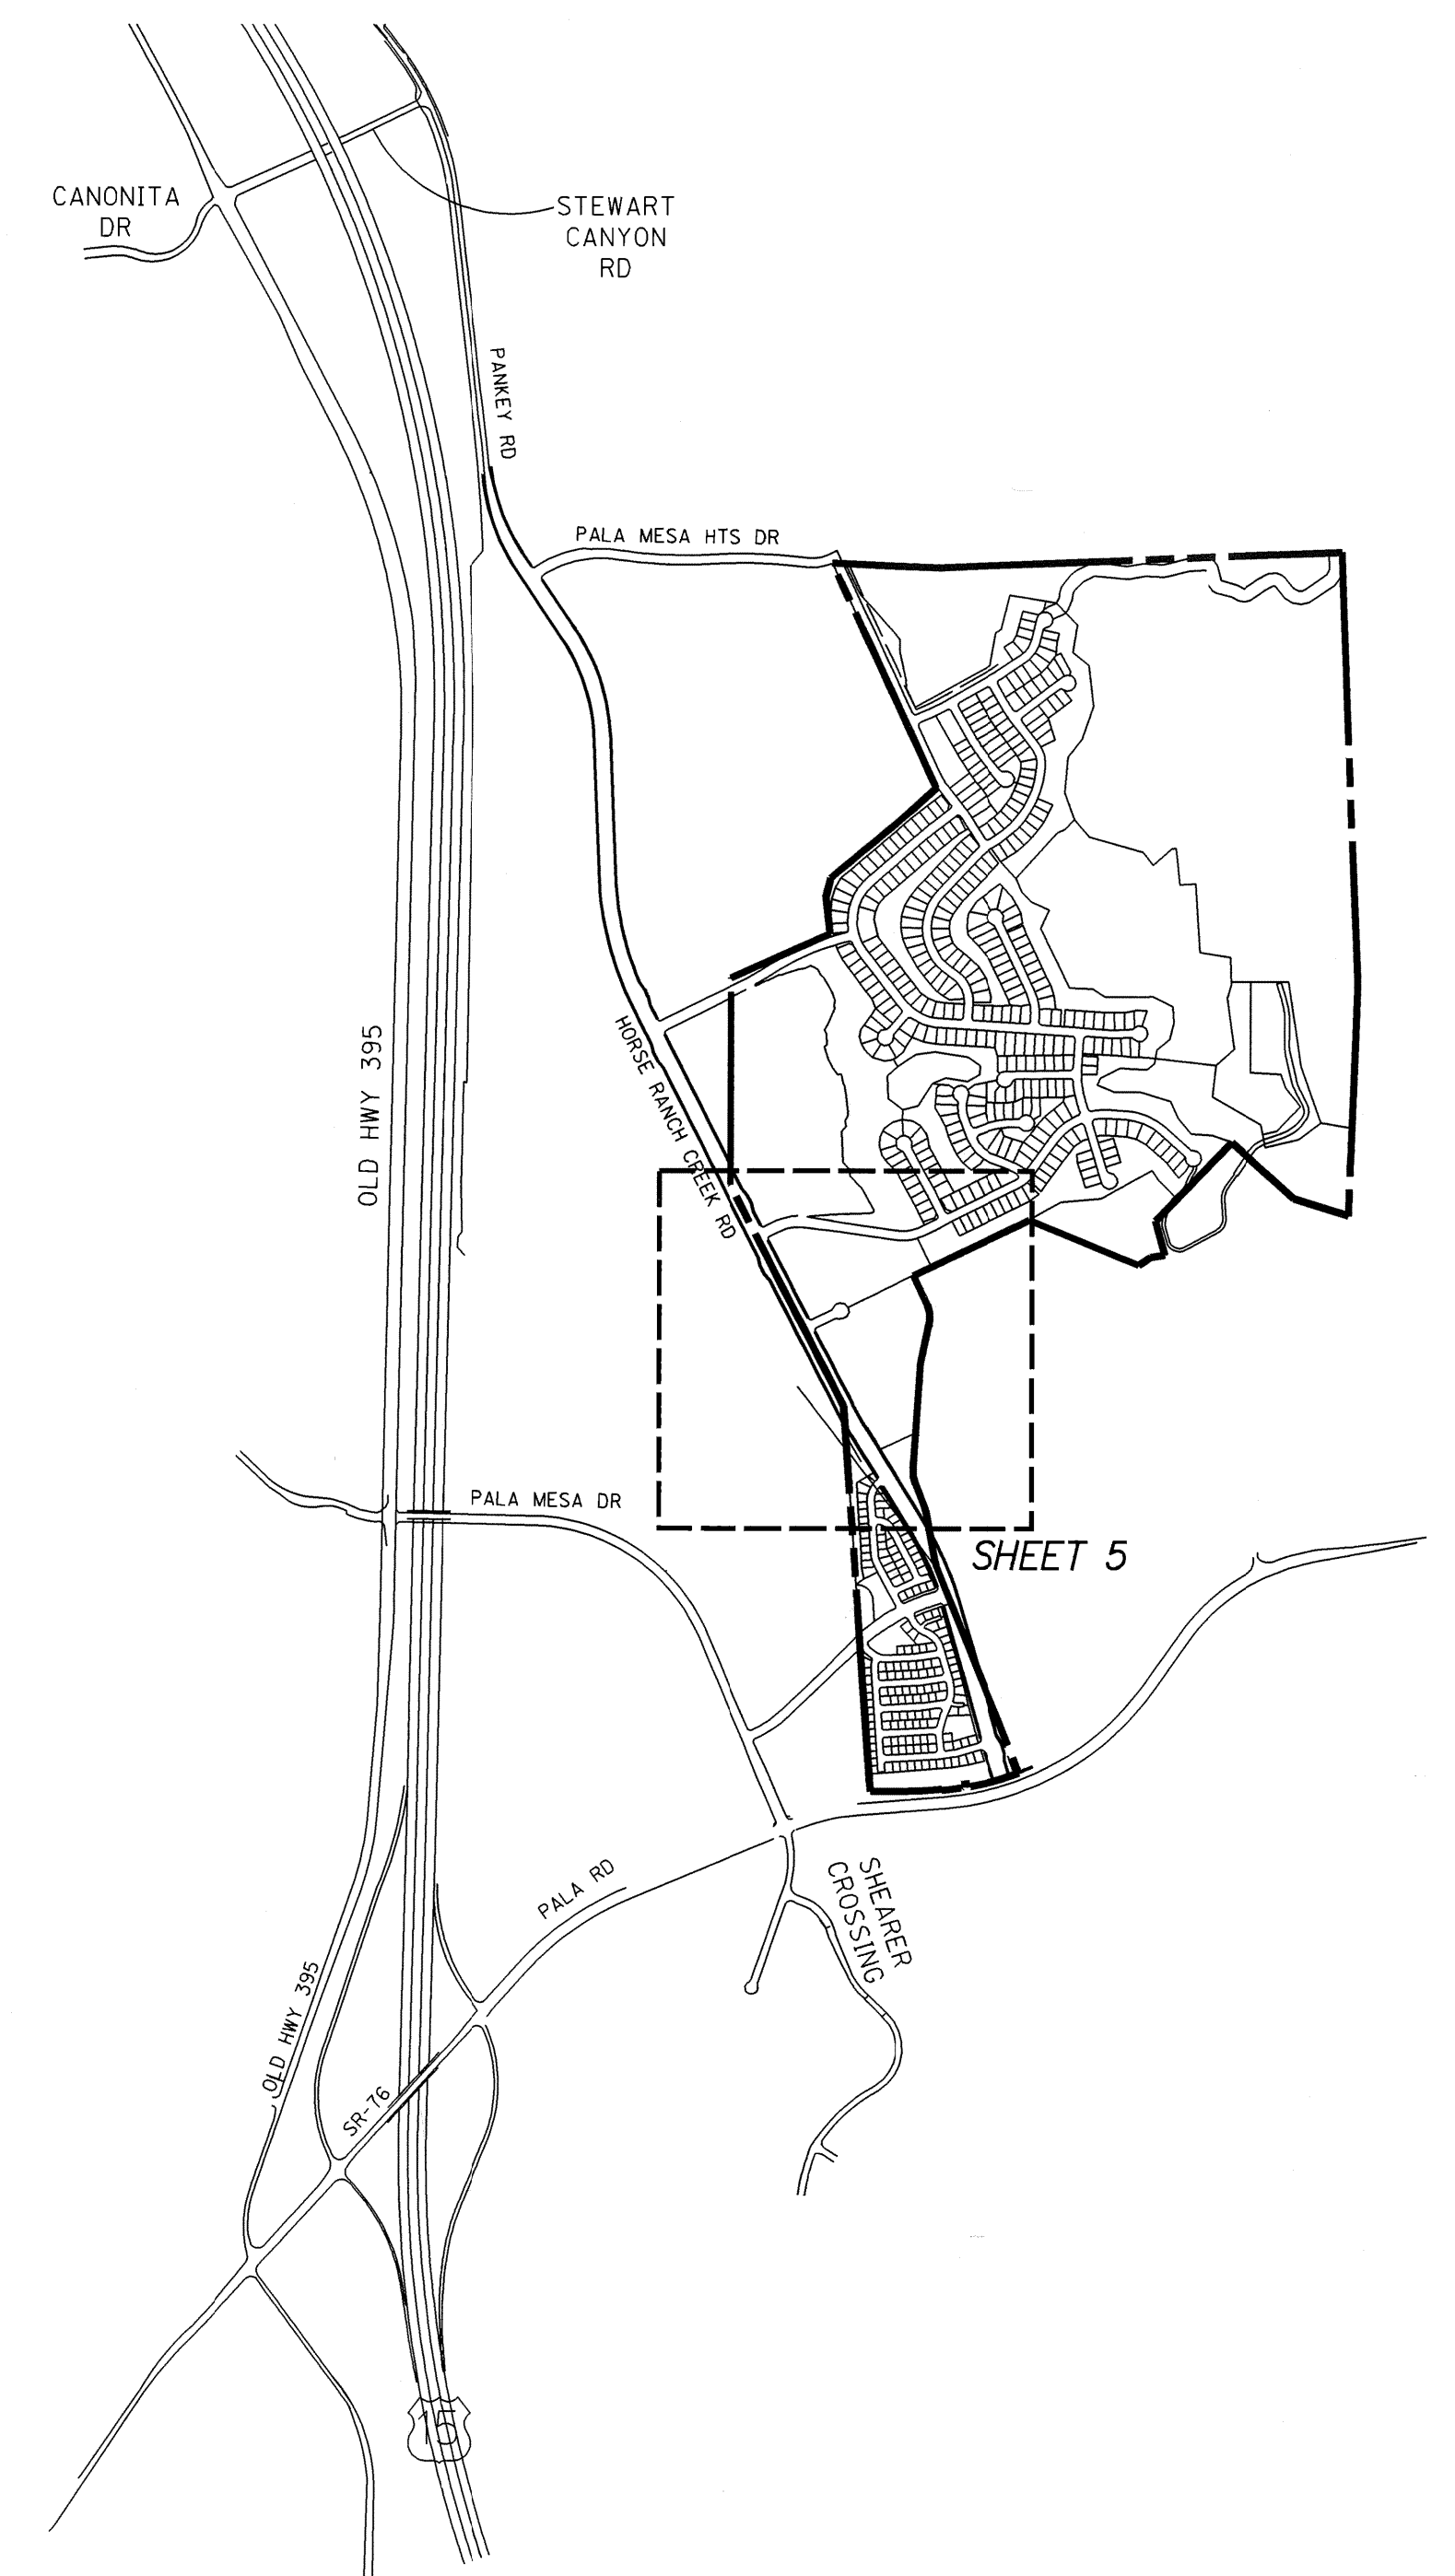 CANONITA
DR
STEWART
CANYON
RD
PANKEY RD
PALA MESA HTS DR
OLD HWY 395
HORSE RANCH CREEK RD
PALA MESA DR
SHEET 5
PALA RD
SHEARER
CROSSING
OLD HWY 395
SR-76
15